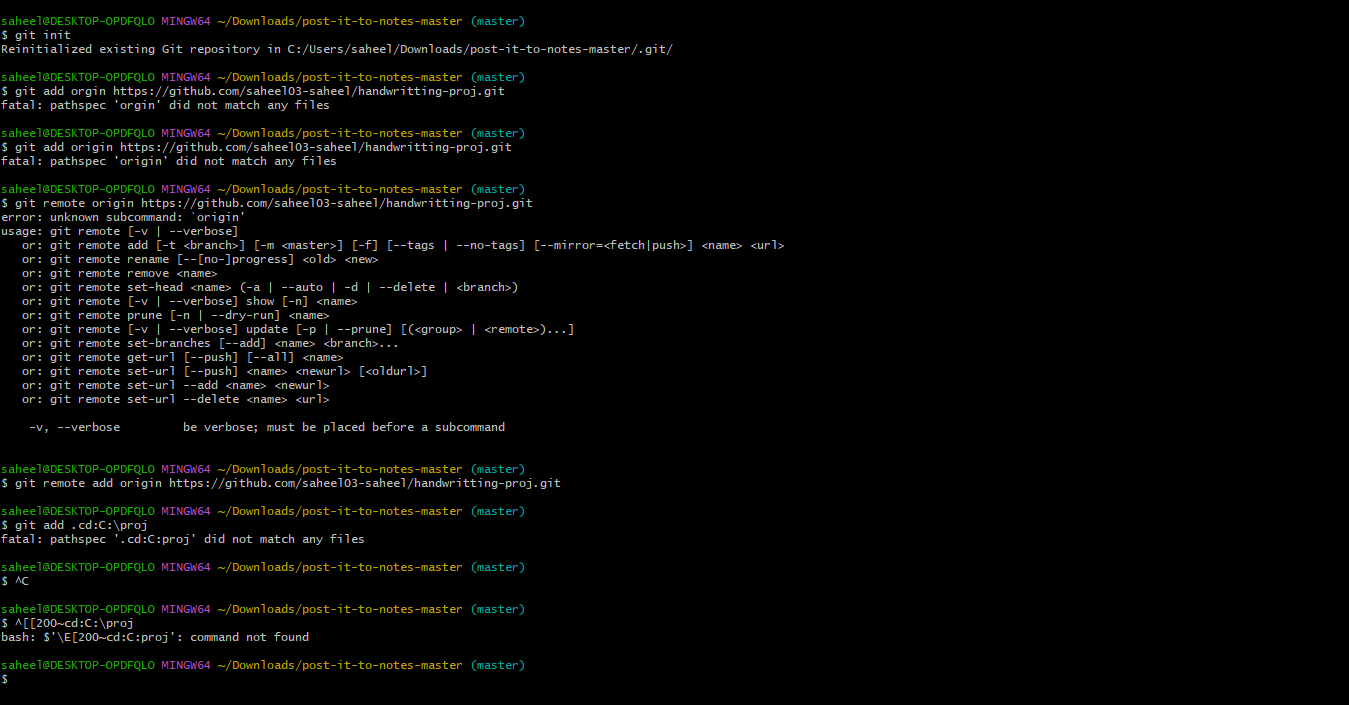 saheel@DESKTOP-OPDFQLO MINGW64 ~/Downloads/post-it-to-notes-master (master)
$ git init
Reinitialized existing Git repository in C:/Users/saheel/Downloads/post-it-to-notes-master/.git/
saheel@DESKTOP-OPDFQLO MINGW64 ~/Downloads/post-it-to-notes-master (master)
$ git add orgin https://github.com/saheel03-saheel/handwritting-proj.git
fatal: pathspec 'orgin' did not match any files
saheel@DESKTOP-OPDFQLO MINGW64 ~/Downloads/post-it-to-notes-master (master)
$ git add origin https://github.com/saheel03-saheel/handwritting-proj.git
fatal: pathspec 'origin' did not match any files
saheel@DESKTOP-OPDFQLO MINGW64 ~/Downloads/post-it-to-notes-master (master)
$ git remote origin https://github.com/saheel03-saheel/handwritting-proj.git
error: unknown subcommand: `origin'
usage: git remote [-v | --verbose]
   or: git remote add [-t <branch>] [-m <master>] [-f] [--tags | --no-tags] [--mirror=<fetch|push>] <name> <url>
   or: git remote rename [--[no-]progress] <old> <new>
   or: git remote remove <name>
   or: git remote set-head <name> (-a | --auto | -d | --delete | <branch>)
   or: git remote [-v | --verbose] show [-n] <name>
   or: git remote prune [-n | --dry-run] <name>
   or: git remote [-v | --verbose] update [-p | --prune] [(<group> | <remote>)...]
   or: git remote set-branches [--add] <name> <branch>...
   or: git remote get-url [--push] [--all] <name>
   or: git remote set-url [--push] <name> <newurl> [<oldurl>]
   or: git remote set-url --add <name> <newurl>
   or: git remote set-url --delete <name> <url>
    -v, --verbose         be verbose; must be placed before a subcommand
saheel@DESKTOP-OPDFQLO MINGW64 ~/Downloads/post-it-to-notes-master (master)
$ git remote add origin https://github.com/saheel03-saheel/handwritting-proj.git
saheel@DESKTOP-OPDFQLO MINGW64 ~/Downloads/post-it-to-notes-master (master)
$ git add .cd:C:\proj
fatal: pathspec '.cd:C:proj' did not match any files
saheel@DESKTOP-OPDFQLO MINGW64 ~/Downloads/post-it-to-notes-master (master)
$ ^C
saheel@DESKTOP-OPDFQLO MINGW64 ~/Downloads/post-it-to-notes-master (master)
$ ^[[200~cd:C:\proj
bash: $'\E[200~cd:C:proj': command not found
saheel@DESKTOP-OPDFQLO MINGW64 ~/Downloads/post-it-to-notes-master (master)
$